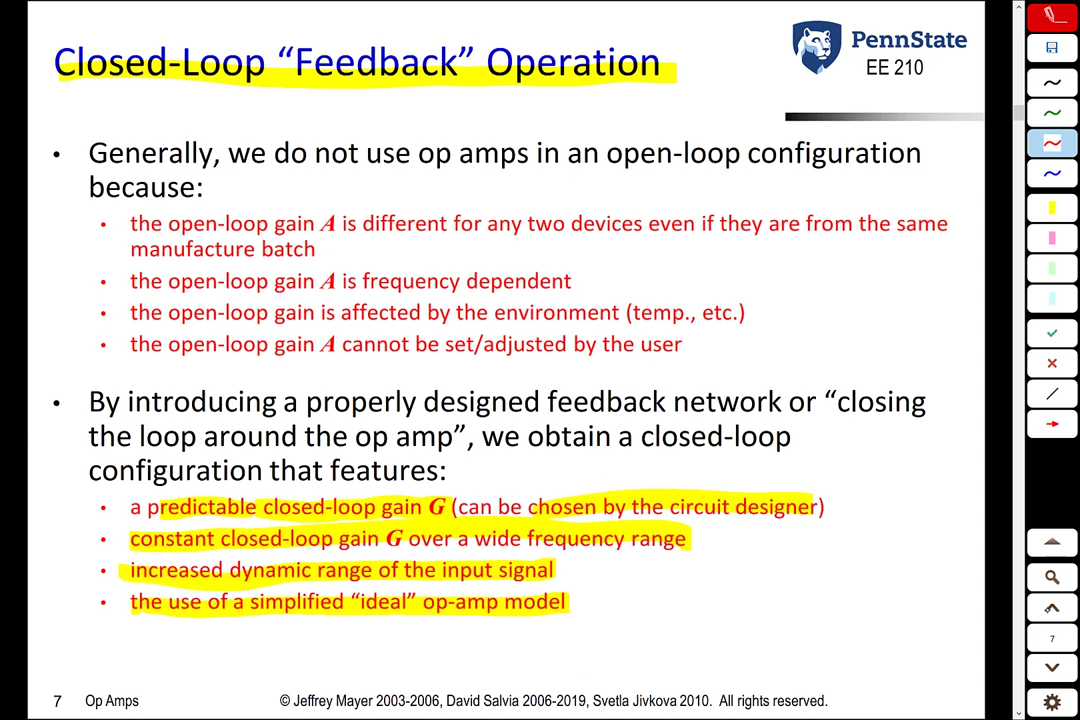 Closed-Loop “Feedback” Operation
PennState
EE 210
• Generally, we do not use op amps in an open-loop configuration
because:
• the open-loop gain A is different for any two devices even if they are from the same
manufacture batch
• the open-loop gain A is frequency dependent
• the open-loop gain is affected by the environment (temp., etc.)
• the open-loop gain A cannot be set/adjusted by the user
• By introducing a properly designed feedback network or “closing
the loop around the op amp”, we obtain a closed-loop
configuration that features:
• a predictable closed-loop gain G (can be chosen by the circuit designer)
• constant closed-loop gain G over a wide frequency range
• increased dynamic range of the input signal
• the use of a simplified “ideal” op-amp model
7
7 Op Amps © Jeffrey Mayer 2003-2006, David Salvia 2006-2019, Svetla Jivkova 2010. All rights reserved.